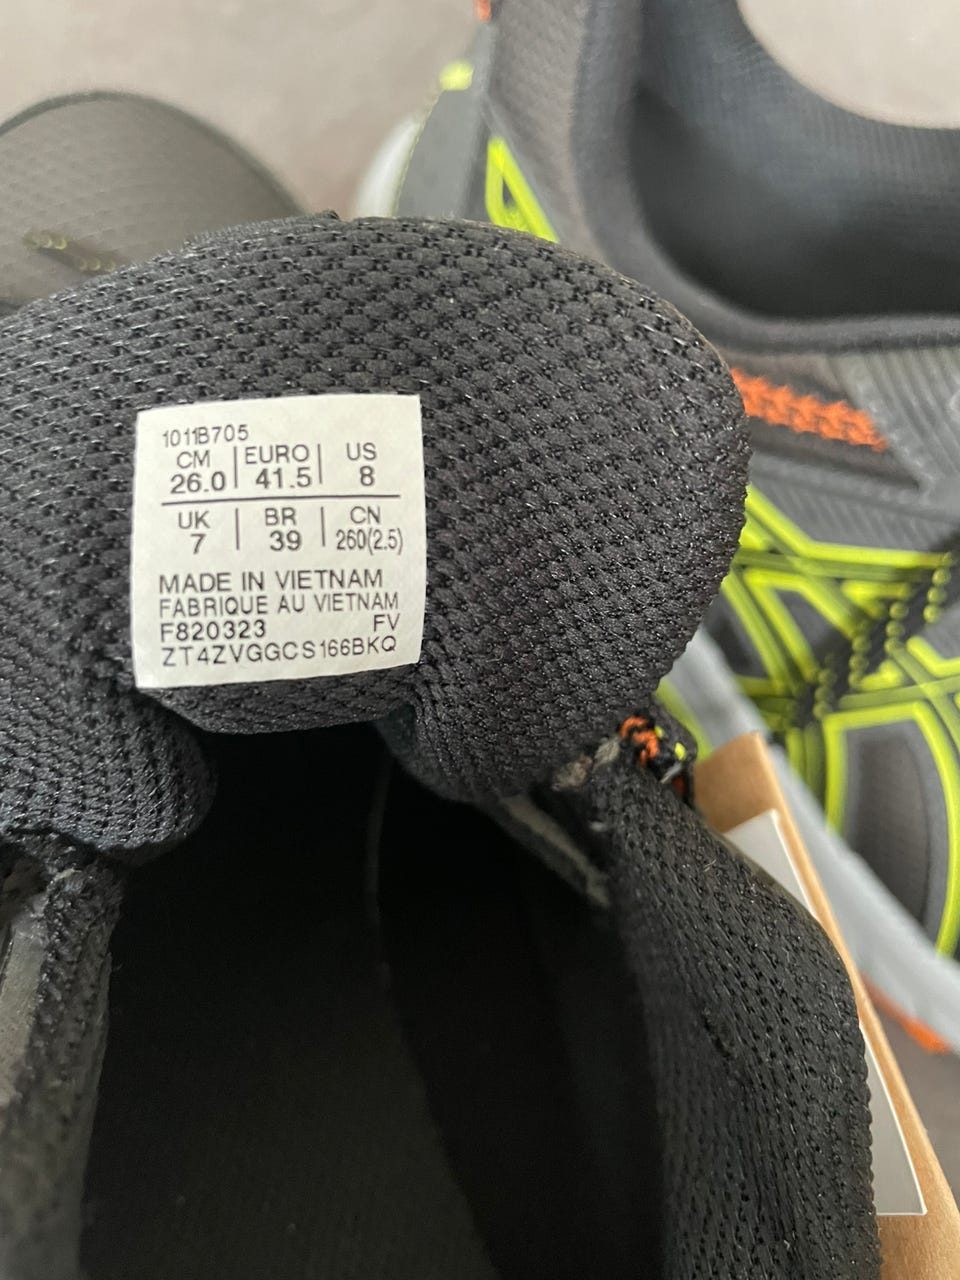 1011B705
CM | EURO | US
26.0 | 41.5 | 8
UK | BR | CN
7 | 39 | 260(2.5)
MADE IN VIETNAM
FABRIQUE AU VIETNAM
F820323 FV
ZT4ZVGGCS166BKQ